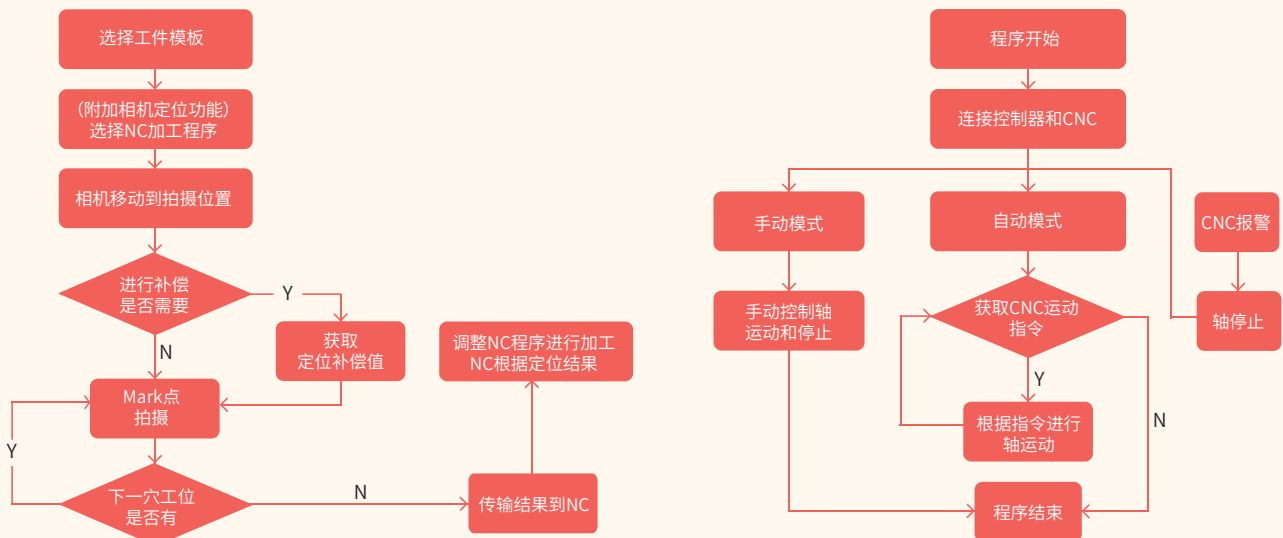 选择工件模板
（附加相机定位功能）
选择NC加工程序
相机移动到拍摄位置
进行补偿
是否需要
Y
N
获取
定位补偿值
Mark点
拍摄
Y
下一穴工位
是否有
N
传输结果到NC
调整NC程序进行加工
NC根据定位结果
程序开始
连接控制器和CNC
手动模式
自动模式
CNC报警
手动控制轴
运动和停止
获取CNC运动
指令
轴停止
Y
N
根据指令进行
轴运动
程序结束